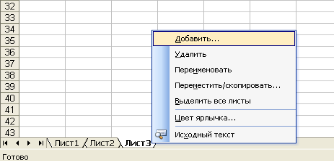 32
33
34
35
36
37
38
39
40
41
42
43
Добавить...
Удалить
Переименовать
Переместить/скопировать...
Выделить все листы
Цвет ярлычка...
Исходный текст
Лист1 Лист2 Лист3
Готово